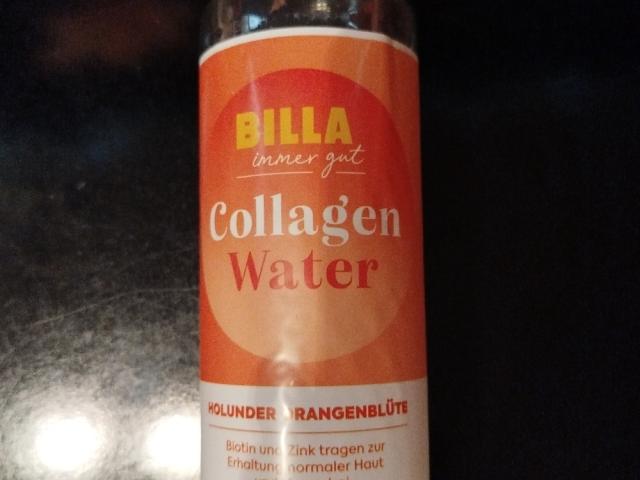 BILLA
immer gut
Collagen
Water
HOLUNDER ORANGENBLÜTE
Biotin und Zink tragen zur
Erhaltung normaler Haut